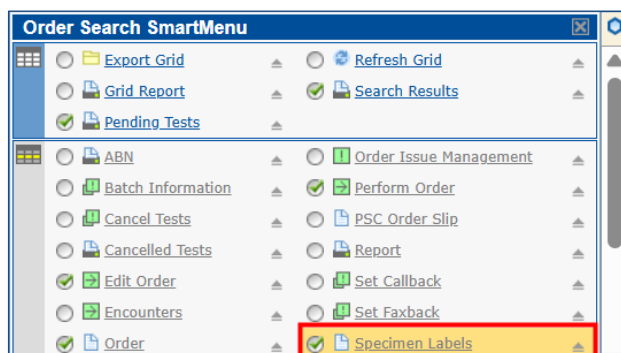 Order Search SmartMenu
Export Grid Refresh Grid
Grid Report Search Results
Pending Tests
ABN Order Issue Management
Batch Information Perform Order
Cancel Tests PSC Order Slip
Cancelled Tests Report
Edit Order Set Callback
Encounters Set Faxback
Order Specimen Labels